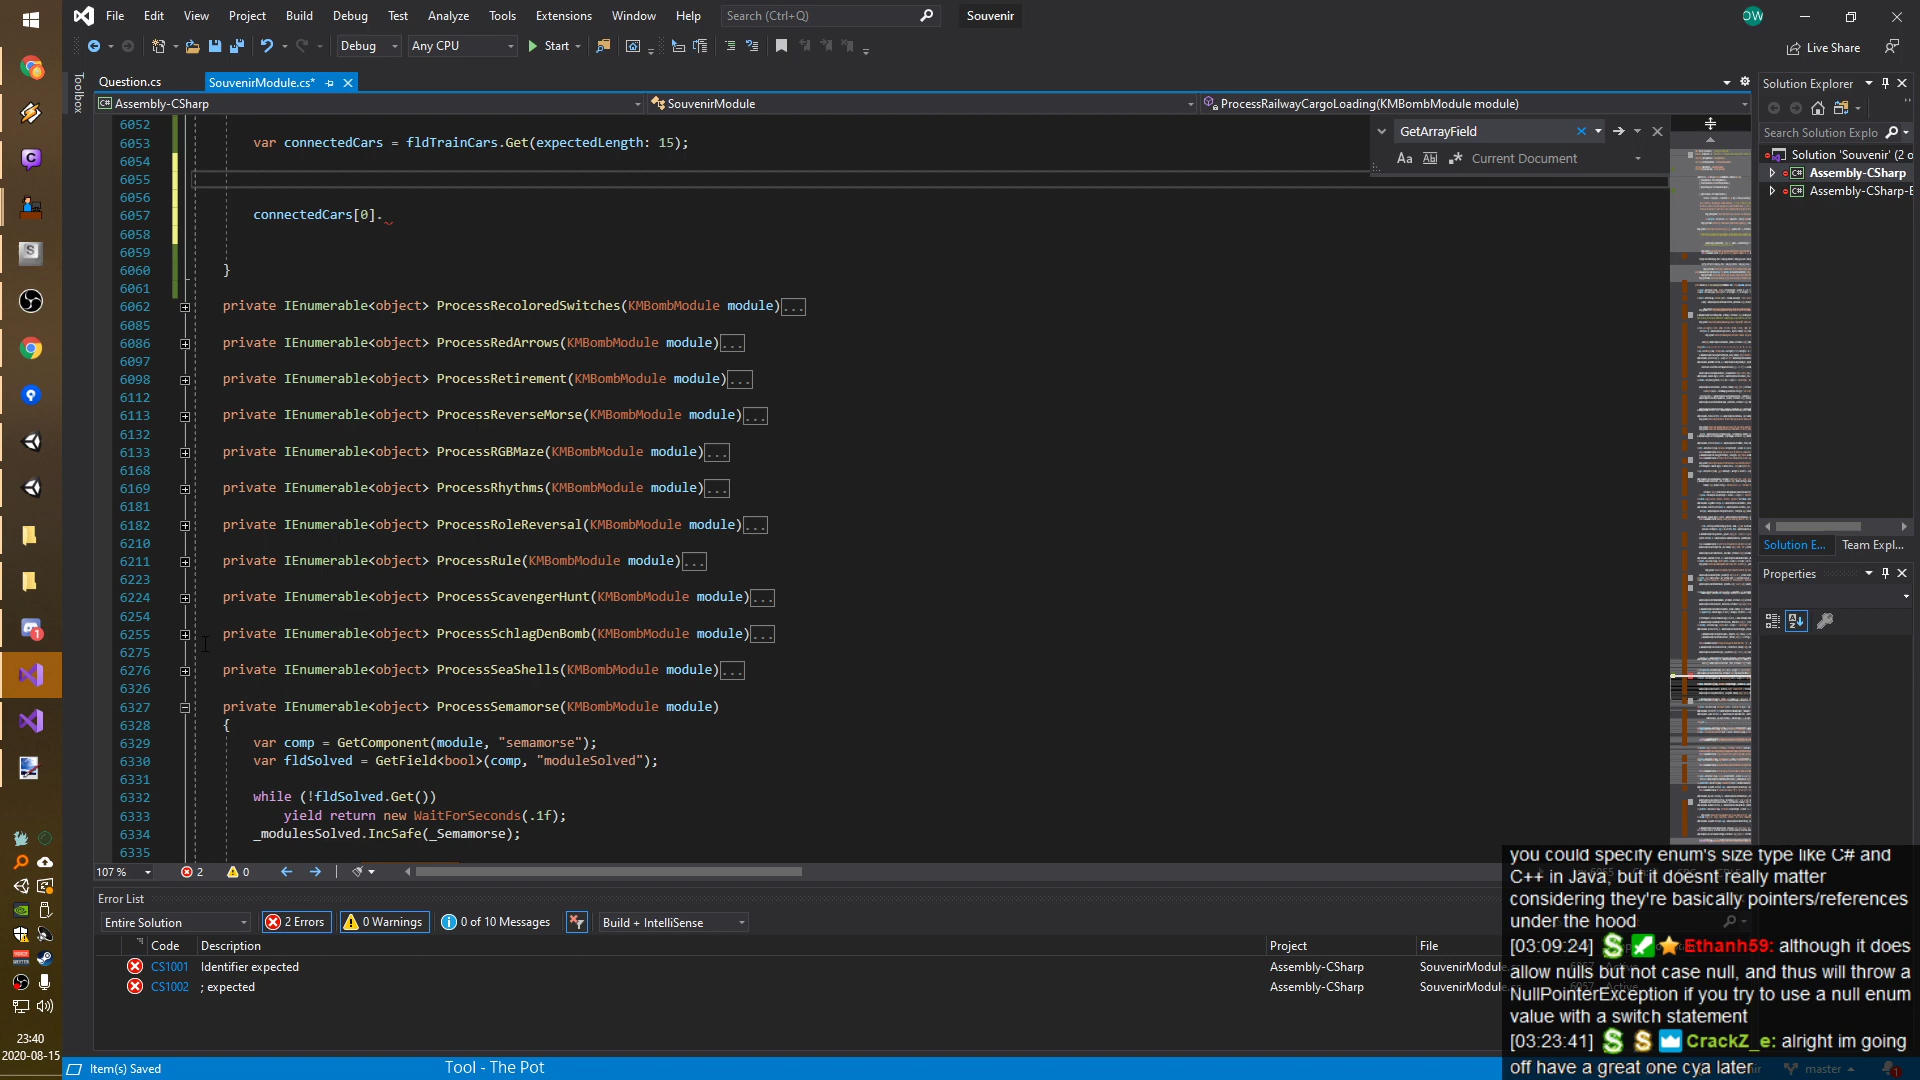 File Edit View Project Build Debug Test Analyze Tools Extensions Window Help Search (Ctrl+Q) Souvenir OW
Debug Any CPU Start Live Share
Toolbox
Question.cs SouvenirModule.cs*
Assembly-CSharp SouvenirModule ProcessRailwayCargoLoading(KMBombModule module)
GetArrayField
Aa Current Document
6052
6053 var connectedCars = fldTrainCars.Get(expectedLength: 15);
6054
6055
6056
6057 connectedCars[0].
6058
6059
6060 }
6061
6062 private IEnumerable<object> ProcessRecoloredSwitches(KMBombModule module)...
6085
6086 private IEnumerable<object> ProcessRedArrows(KMBombModule module)...
6097
6098 private IEnumerable<object> ProcessRetirement(KMBombModule module)...
6112
6113 private IEnumerable<object> ProcessReverseMorse(KMBombModule module)...
6132
6133 private IEnumerable<object> ProcessRGBMaze(KMBombModule module)...
6168
6169 private IEnumerable<object> ProcessRhythms(KMBombModule module)...
6181
6182 private IEnumerable<object> ProcessRoleReversal(KMBombModule module)...
6210
6211 private IEnumerable<object> ProcessRule(KMBombModule module)...
6223
6224 private IEnumerable<object> ProcessScavengerHunt(KMBombModule module)...
6254
6255 private IEnumerable<object> ProcessSchlagDenBomb(KMBombModule module)...
6275
6276 private IEnumerable<object> ProcessSeaShells(KMBombModule module)...
6326
6327 private IEnumerable<object> ProcessSemamorse(KMBombModule module)
6328 {
6329 var comp = GetComponent(module, "semamorse");
6330 var fldSolved = GetField<bool>(comp, "moduleSolved");
6331
6332 while (!fldSolved.Get())
6333 yield return new WaitForSeconds(.1f);
6334 _modulesSolved.IncSafe(_Semamorse);
6335
107 % 2 0
Solution Explorer
Search Solution Explo
Solution 'Souvenir' (2 o
Assembly-CSharp
Assembly-CSharp-E
Solution E... Team Expl...
Properties
Error List
Entire Solution 2 Errors 0 Warnings 0 of 10 Messages Build + IntelliSense
Code Description Project File
CS1001 Identifier expected Assembly-CSharp SouvenirModule
CS1002 ; expected Assembly-CSharp SouvenirModule
you could specify enum's size type like C# and
C++ in Java, but it doesnt really matter
considering they're basically pointers/references
under the hood
[03:09:24] Ethanh59: although it does
allow nulls but not case null, and thus will throw a
NullPointerException if you try to use a null enum
value with a switch statement
[03:23:41] CrackZ_e: alright im going
off have a great one cya later
23:40
2020-08-15
Item(s) Saved Tool - The Pot master